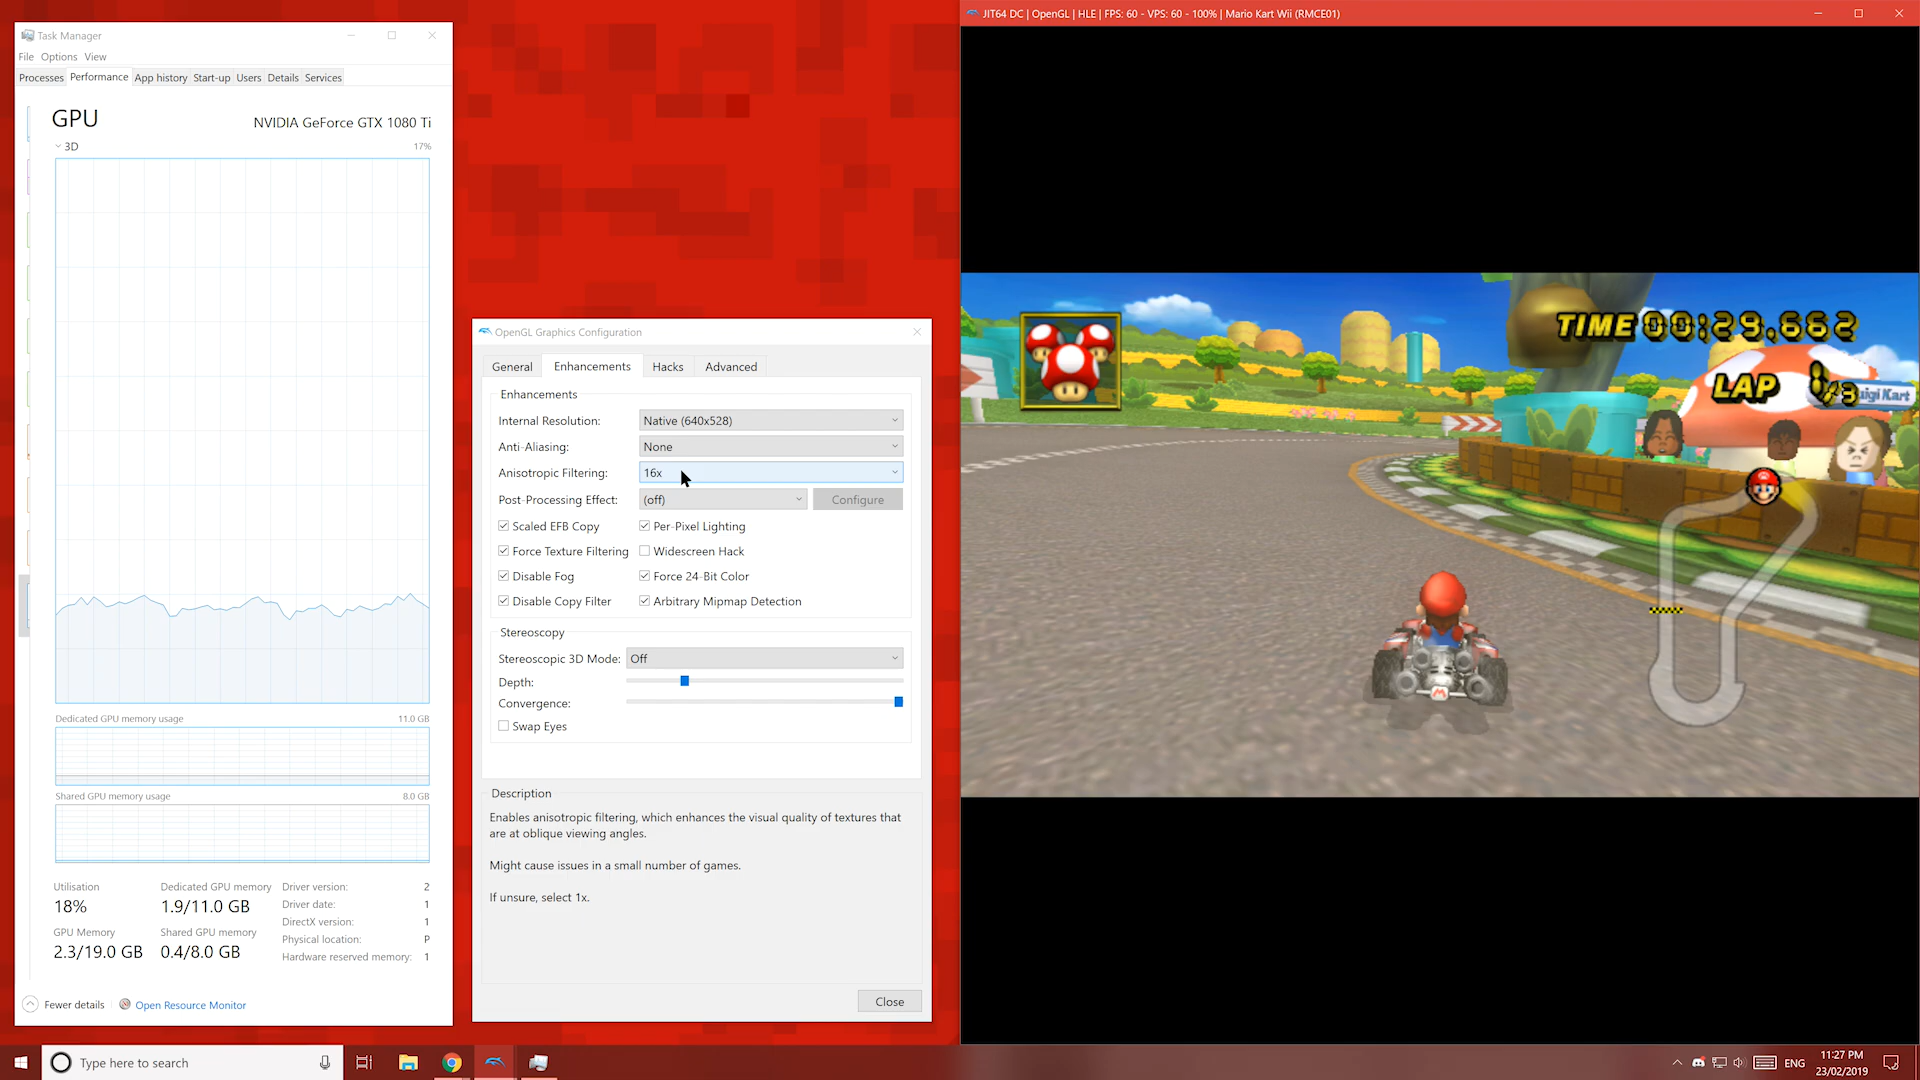 Task Manager
File Options View
Processes Performance App history Start-up Users Details Services
GPU
NVIDIA GeForce GTX 1080 Ti
3D
17%
Dedicated GPU memory usage
11.0 GB
Shared GPU memory usage
8.0 GB
Utilisation
18%
Dedicated GPU memory
1.9/11.0 GB
GPU Memory
2.3/19.0 GB
Shared GPU memory
0.4/8.0 GB
Driver version: 2
Driver date: 1
DirectX version: 1
Physical location: P
Hardware reserved memory: 1
Fewer details
Open Resource Monitor
OpenGL Graphics Configuration
General Enhancements Hacks Advanced
Enhancements
Internal Resolution: Native (640x528)
Anti-Aliasing: None
Anisotropic Filtering: 16x
Post-Processing Effect: (off) Configure
Scaled EFB Copy Per-Pixel Lighting
Force Texture Filtering Widescreen Hack
Disable Fog Force 24-Bit Color
Disable Copy Filter Arbitrary Mipmap Detection
Stereoscopy
Stereoscopic 3D Mode: Off
Depth:
Convergence:
Swap Eyes
Description
Enables anisotropic filtering, which enhances the visual quality of textures that
are at oblique viewing angles.
Might cause issues in a small number of games.
If unsure, select 1x.
Close
JIT64 DC | OpenGL | HLE | FPS: 60 - VPS: 60 - 100% | Mario Kart Wii (RMCE01)
TIME 00:29.662
LAP 1/3
uigi Kart
M
Type here to search
ENG
11:27 PM
23/02/2019